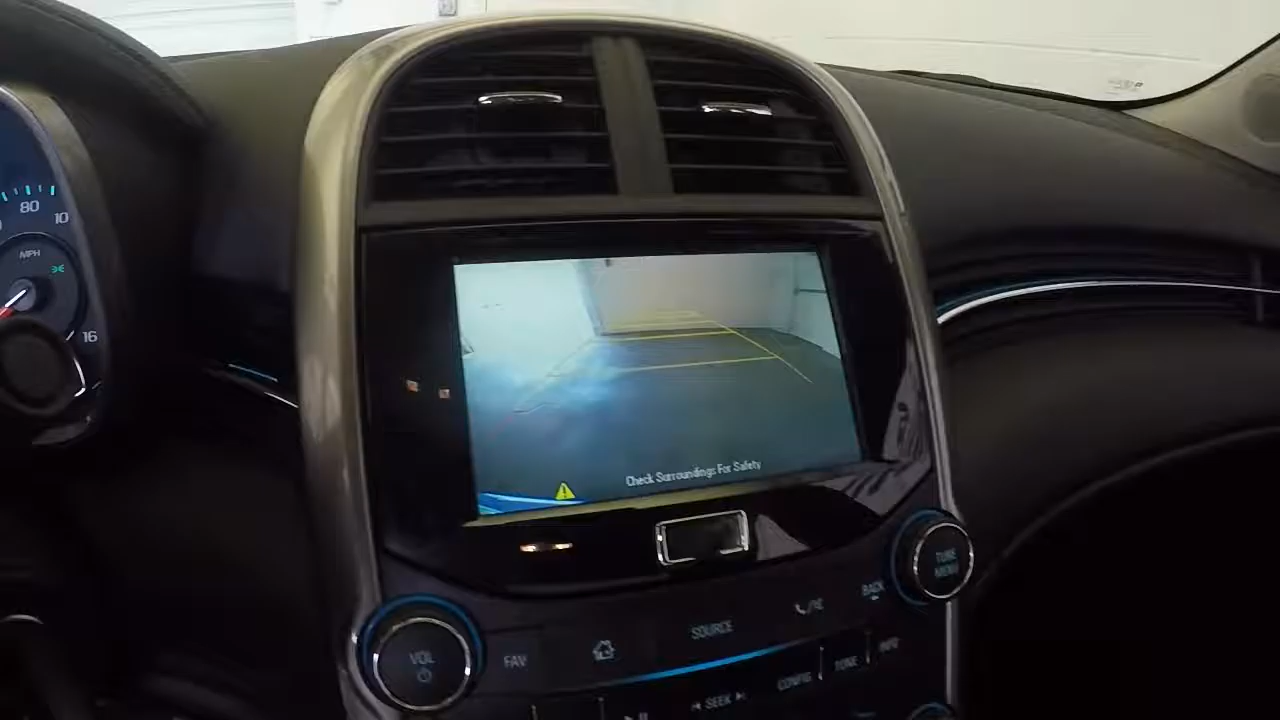 80
10
MPH
16
Check Surroundings For Safety
TUNE
MENU
BACK
SOURCE
FAV
VOL
INFO
TONE
CONFIG
SEEK